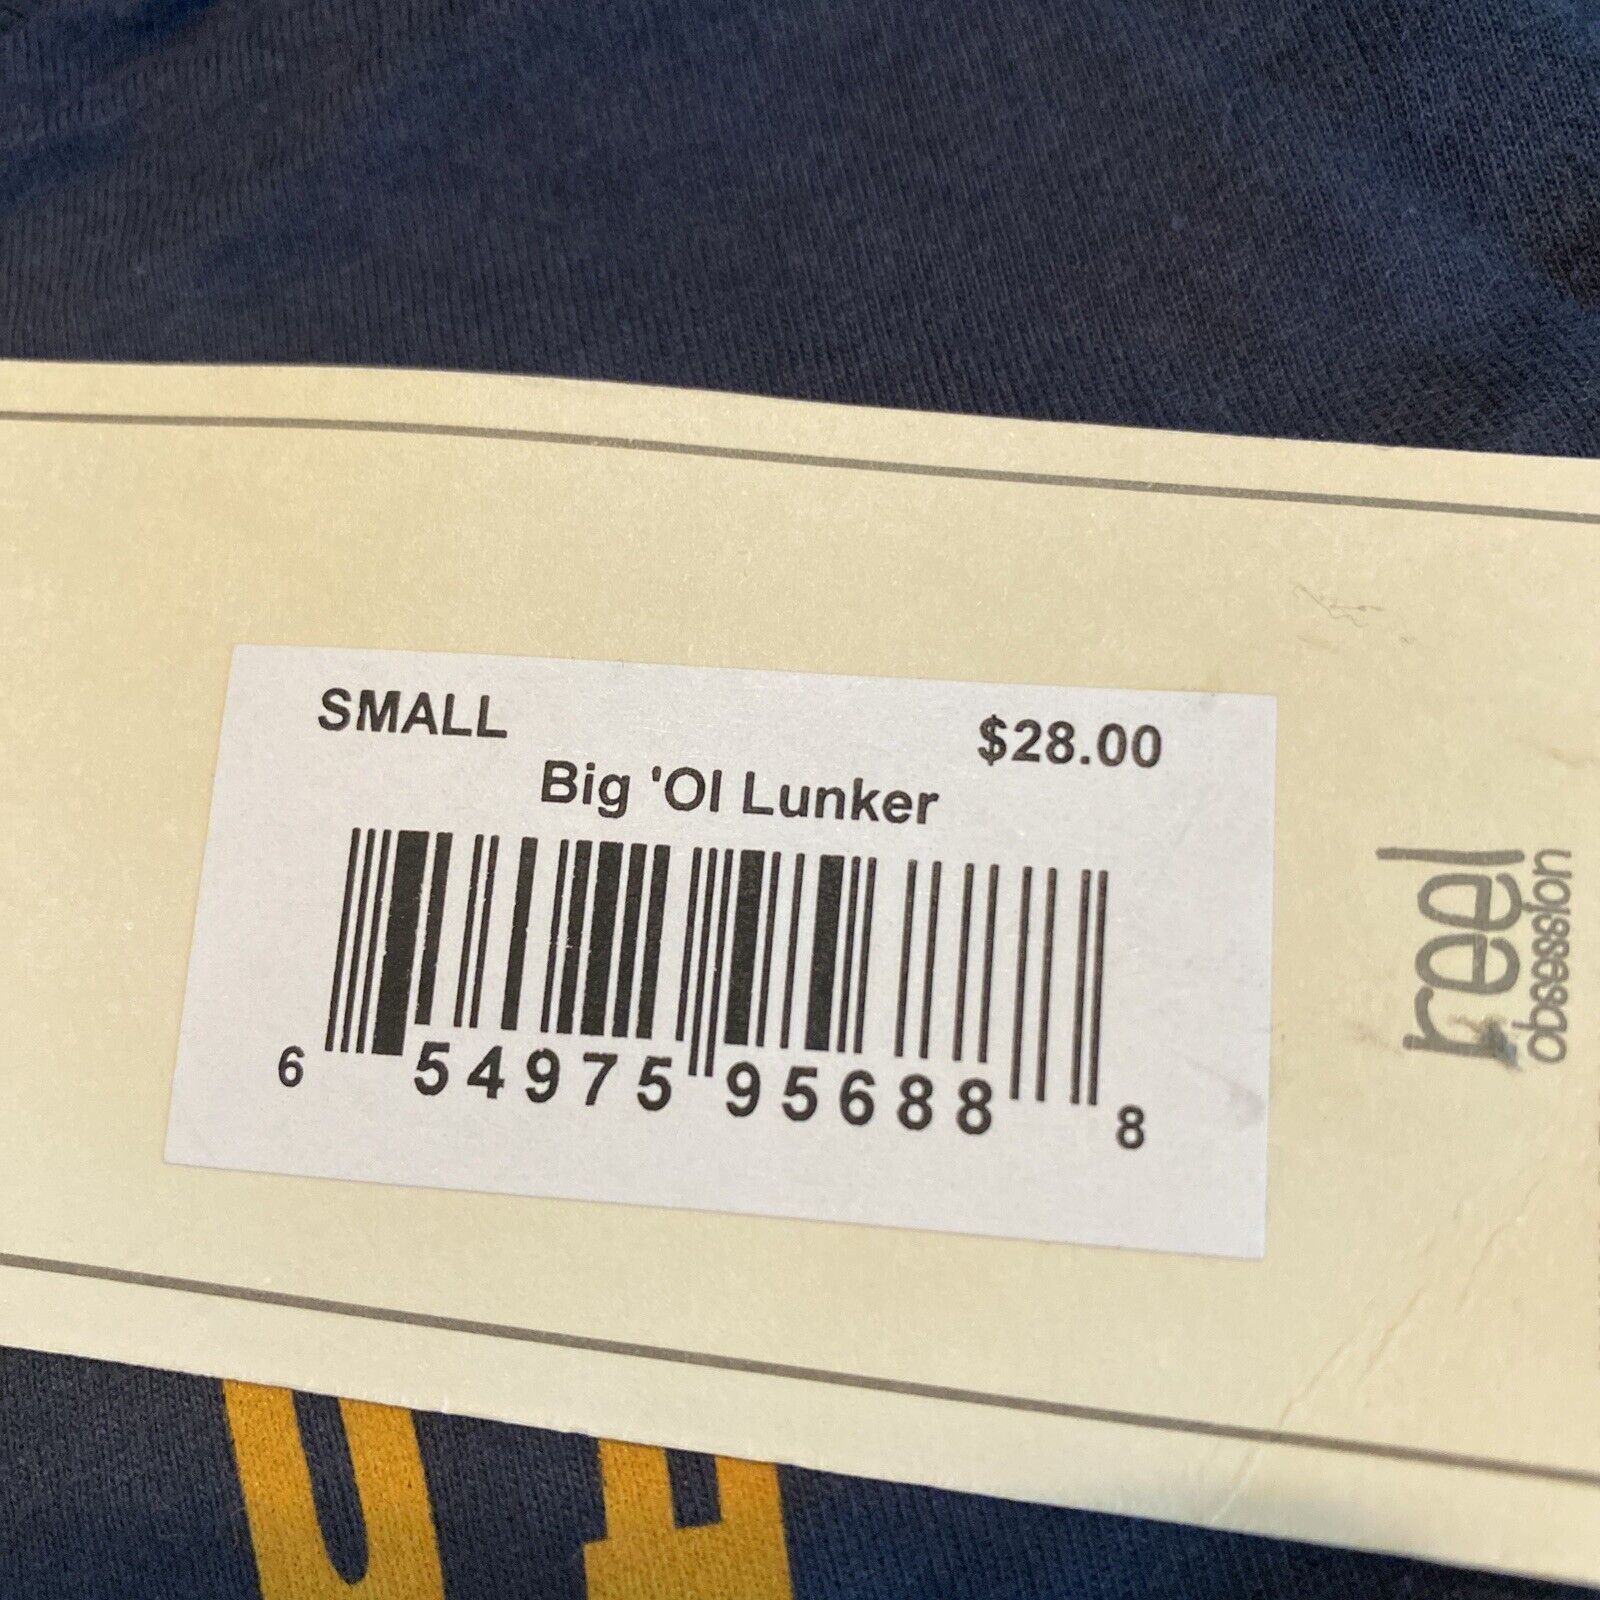 SMALL $28.00
Big 'Ol Lunker
6 54975 95688 8
reel
obsession